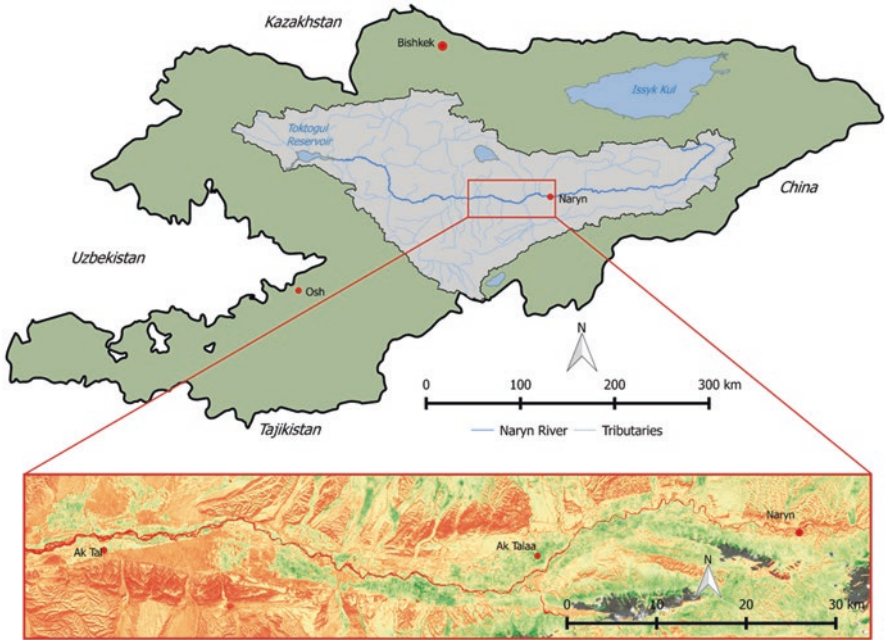 Kazakhstan
Bishkek
Issyk Kul
Toktogul
Reservoir
China
Naryn
Uzbekistan
Osh
N
0 100 200 300 km
Tajikistan
Naryn River Tributaries
Naryn
Ak Tal
Ak Talaa
N
0 10 20 30 km